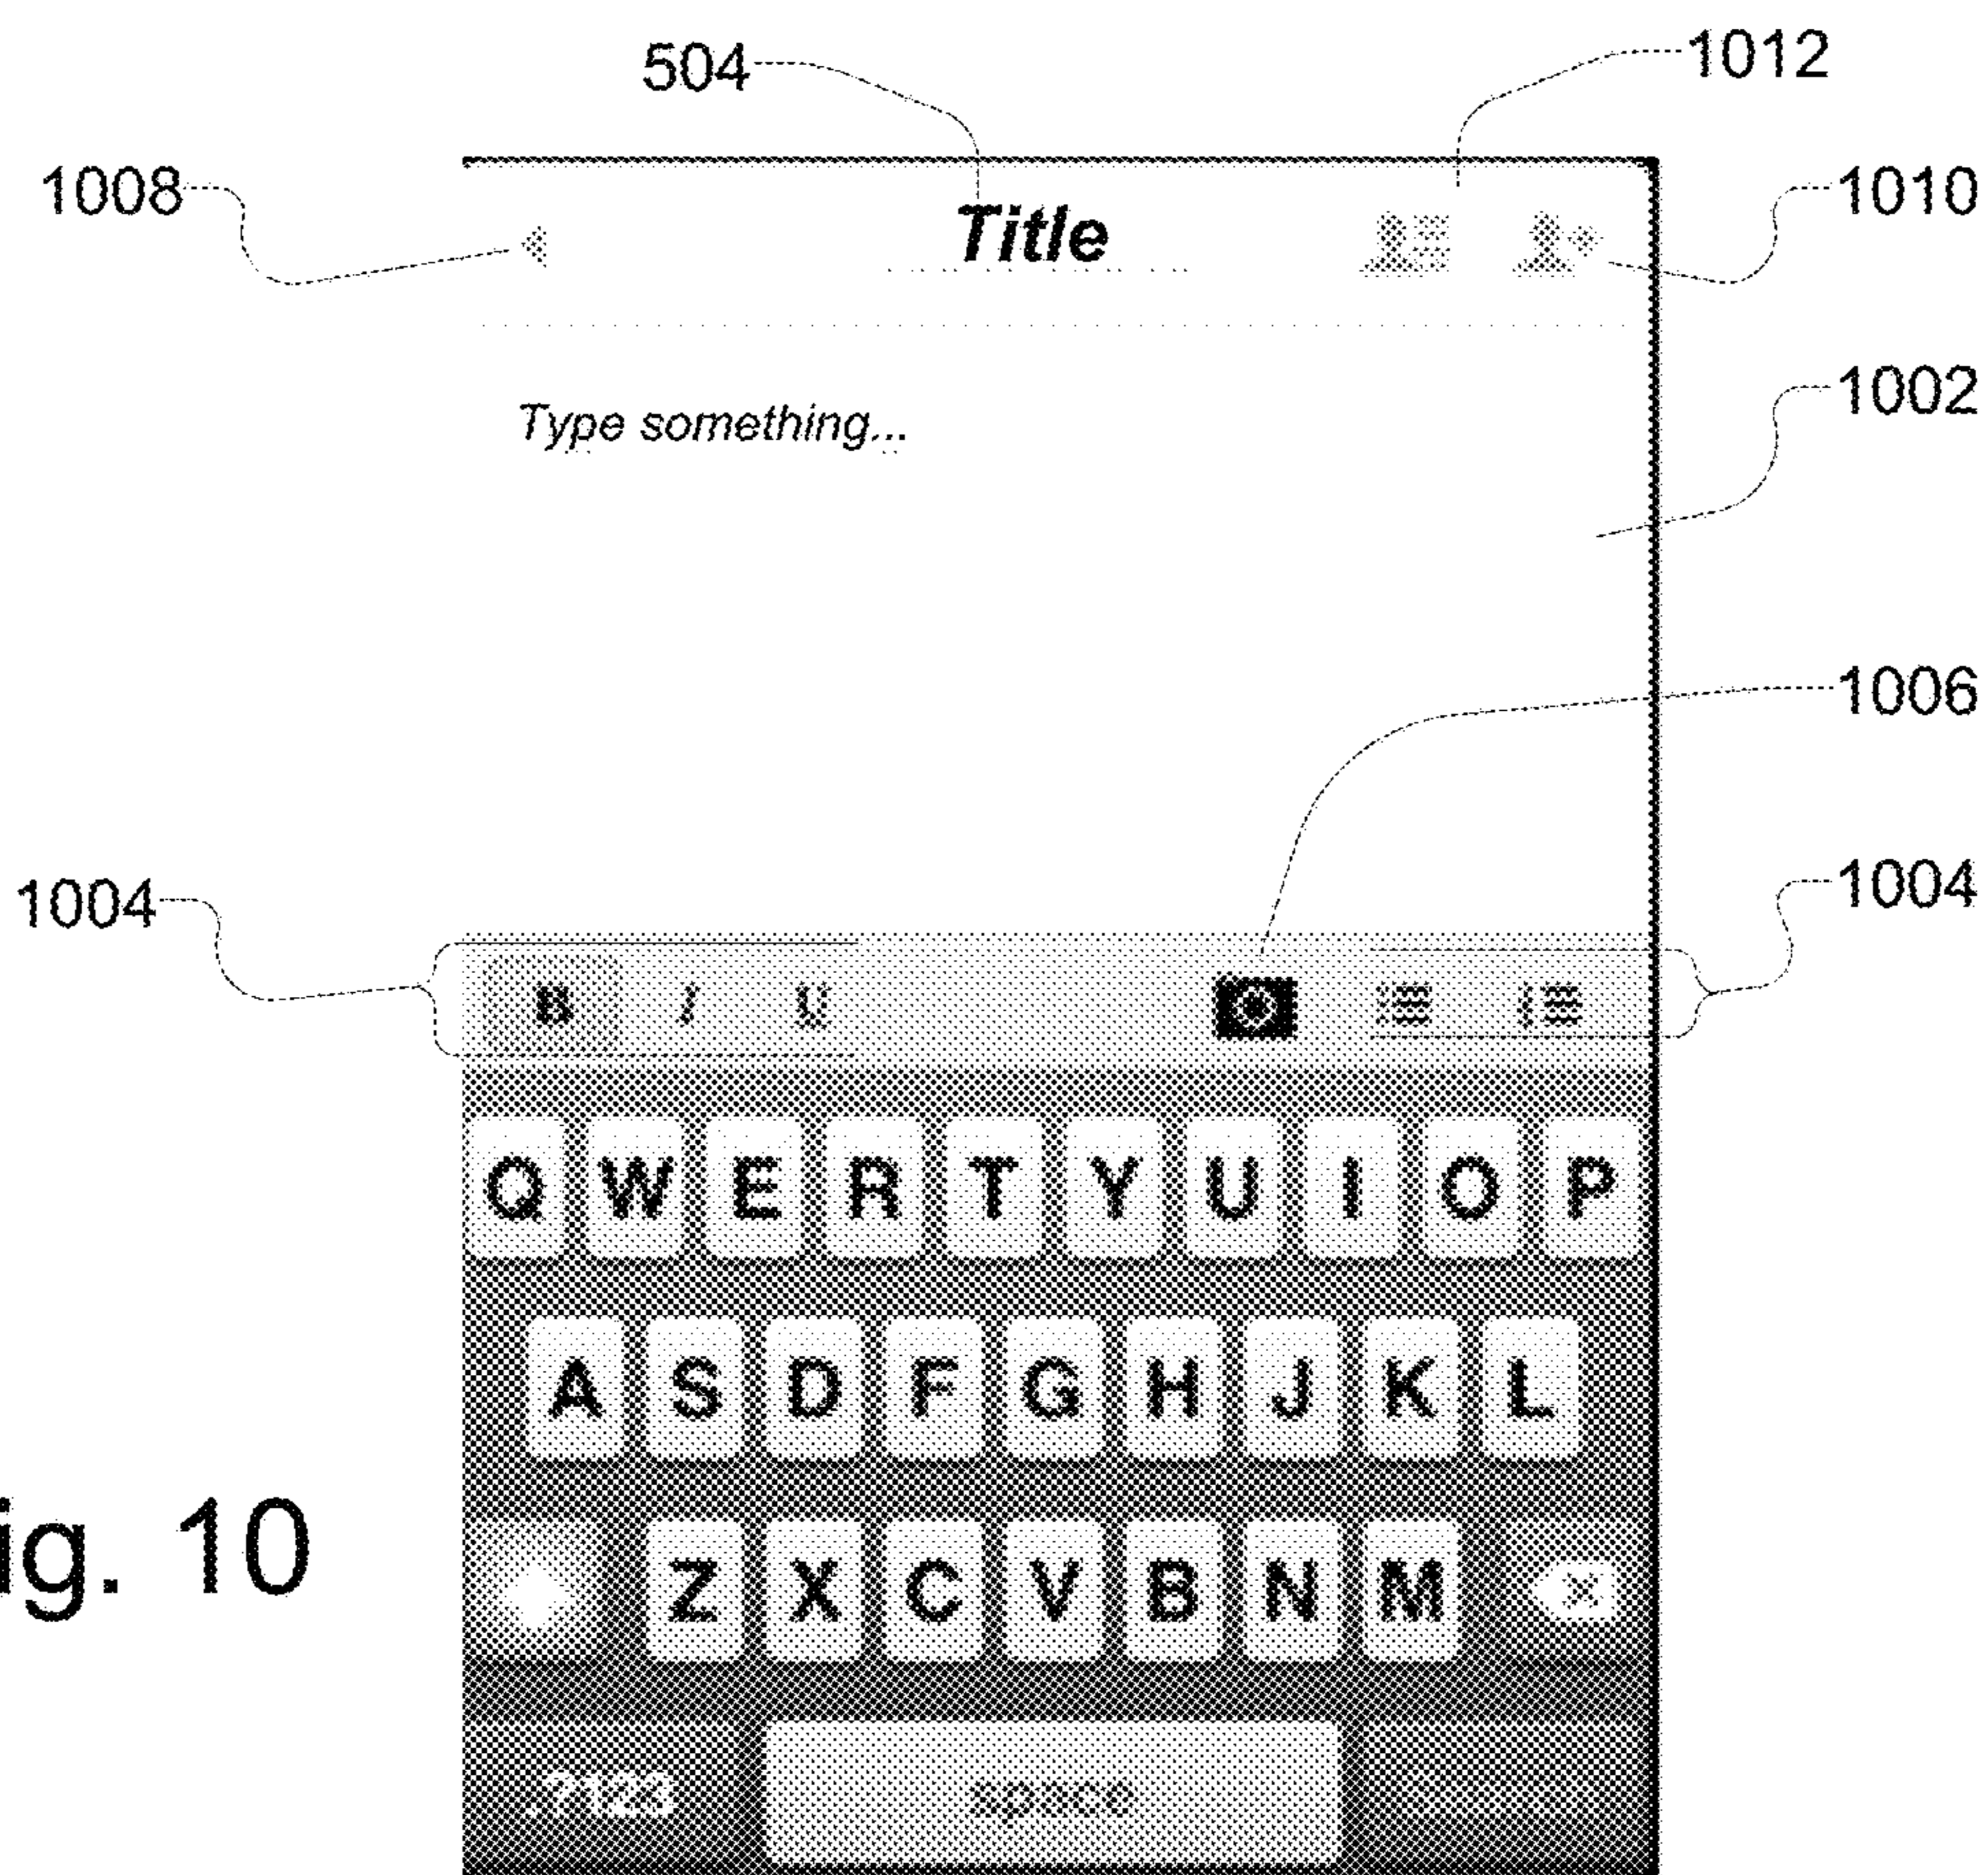 504
1012
1008
1010
Title
1002
Type something...
1006
1004
1004
B I U
Q W E R T Y U I O P
A S D F G H J K L
ig. 10
Z X C V B N M
.?123 space